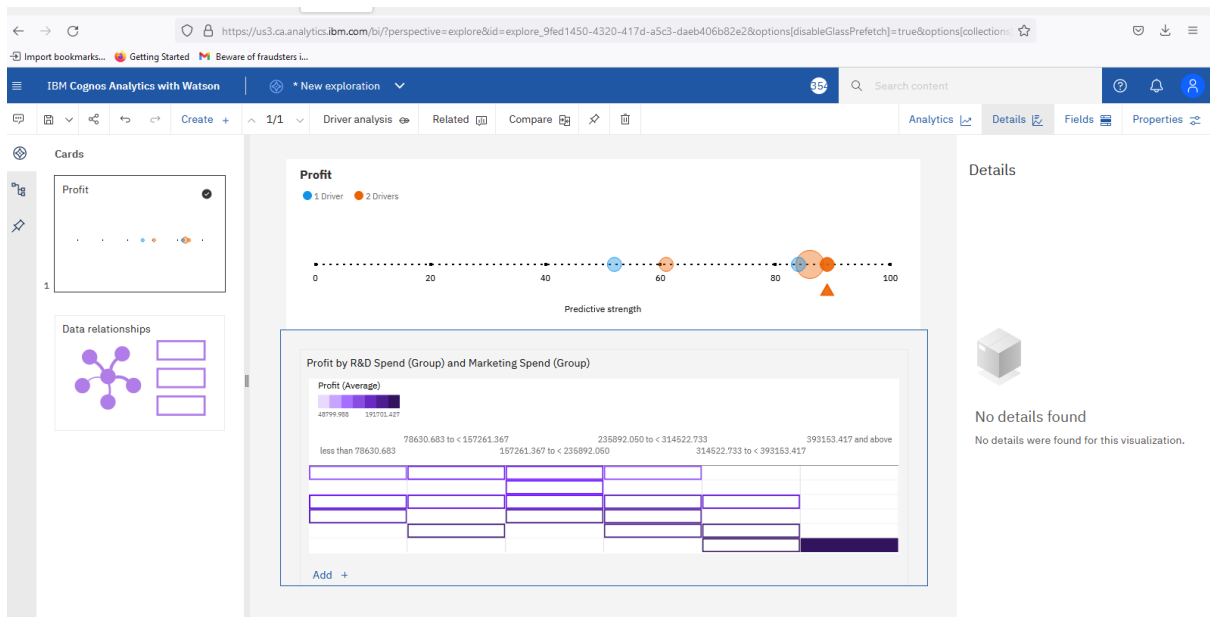 https://us3.ca.analytics.ibm.com/bi/?perspective=explore&id=explore_9fed1450-4320-417d-a5c3-daeb406b82e2&options[disableGlassPrefetch]=true&options[collections]
Import bookmarks... Getting Started Beware of fraudsters i...
IBM Cognos Analytics with Watson * New exploration 354 Search content
Create + 1/1 Driver analysis Related Compare Analytics Details Fields Properties
Cards
Profit
1
Data relationships
Profit
1 Driver 2 Drivers
0 20 40 60 80 100
Predictive strength
Profit by R&D Spend (Group) and Marketing Spend (Group)
Profit (Average)
48799.988 191701.427
78630.683 to < 157261.367 235892.050 to < 314522.733 393153.417 and above
less than 78630.683 157261.367 to < 235892.050 314522.733 to < 393153.417
Add +
Details
No details found
No details were found for this visualization.